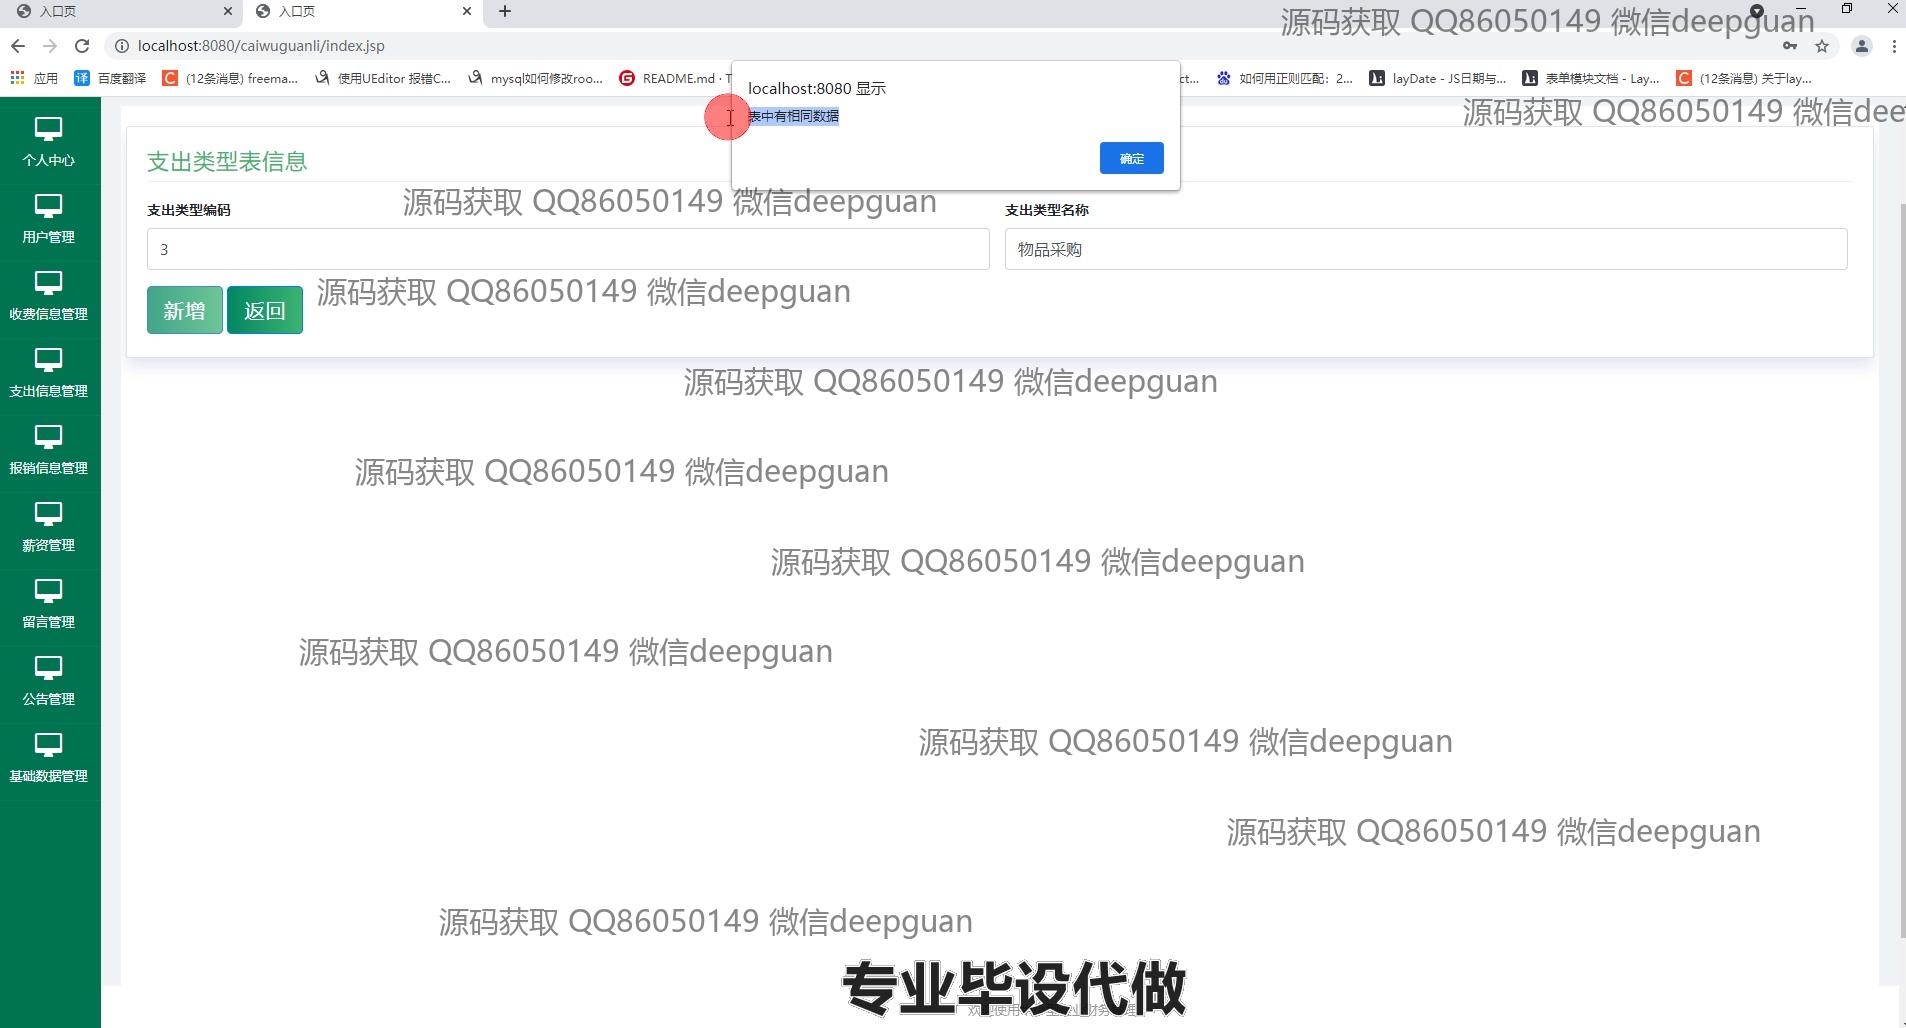 入口页
入口页
源码获取 QQ86050149 微信deepguan
localhost:8080/caiwuguanli/index.jsp
应用
百度翻译
(12条消息) freema...
使用UEditor 报错C...
mysql如何修改roo...
README.md · T
ct...
如何用正则匹配：2...
layDate - JS日期与...
表单模块文档 - Lay...
(12条消息) 关于lay...
localhost:8080 显示
表中有相同数据
确定
源码获取 QQ86050149 微信deep
个人中心
用户管理
收费信息管理
支出信息管理
报销信息管理
薪资管理
留言管理
公告管理
基础数据管理
支出类型表信息
源码获取 QQ86050149 微信deepguan
支出类型编码
支出类型名称
3
物品采购
新增
返回
源码获取 QQ86050149 微信deepguan
源码获取 QQ86050149 微信deepguan
源码获取 QQ86050149 微信deepguan
源码获取 QQ86050149 微信deepguan
源码获取 QQ86050149 微信deepguan
源码获取 QQ86050149 微信deepguan
源码获取 QQ86050149 微信deepguan
源码获取 QQ86050149 微信deepguan
专业毕设代做